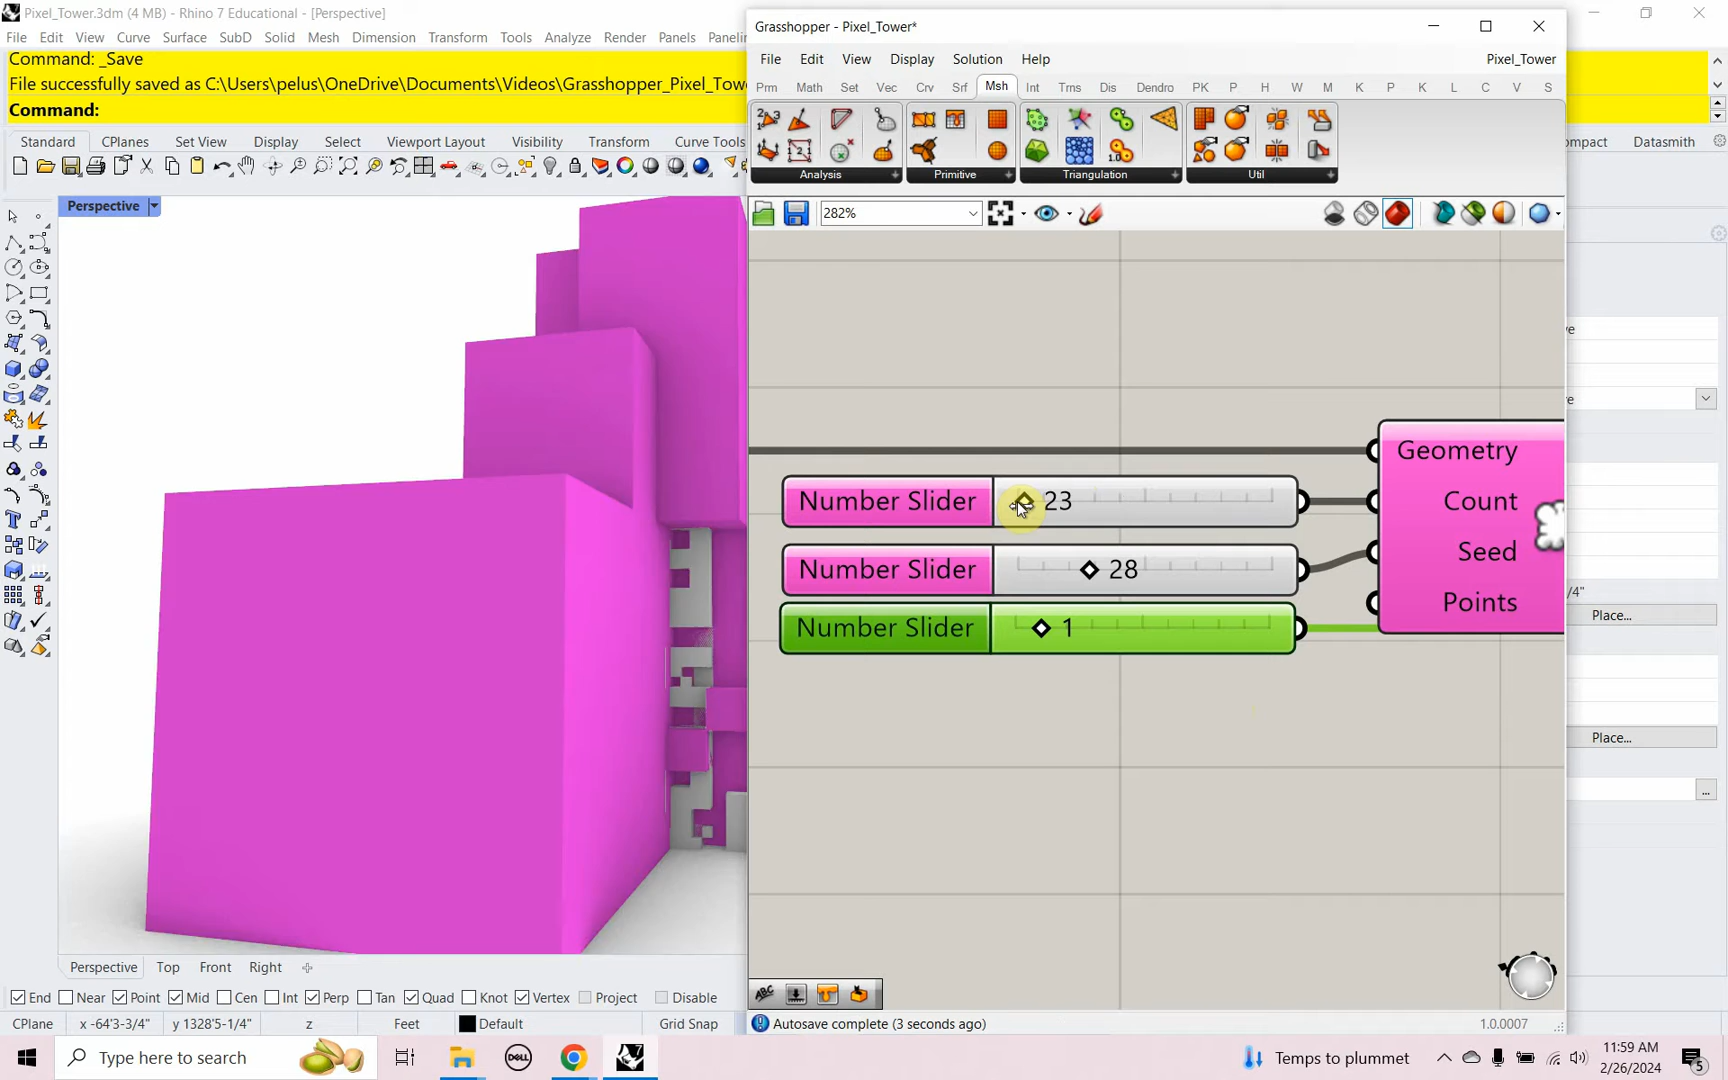 Pixel_Tower.3dm (4 MB) - Rhino 7 Educational - [Perspective]
File Edit View Curve Surface SubD Solid Mesh Dimension Transform Tools Analyze Render Panels
Command: _Save
File successfully saved as C:\Users\pelus\OneDrive\Documents\Videos\Grasshopper_Pixel_Tow
Command:
Standard CPlanes Set View Display Select Viewport Layout Visibility Transform Curve Tools
Perspective
Grasshopper - Pixel_Tower*
File Edit View Display Solution Help Pixel_Tower
Prm Math Set Vec Crv Srf Msh Int Trns Dis Dendro PK P H W M K P K L C V S
Analysis Primitive Triangulation Util
282%
Geometry
Number Slider 23 Count
Number Slider 28 Seed
Number Slider 1 Points
Datasmith
Place...
Place...
...
Perspective Top Front Right
End Near Point Mid Cen Int Perp Tan Quad Knot Vertex Project Disable
CPlane x -64'3-3/4" y 1328'5-1/4" z Feet Default Grid Snap
Autosave complete (3 seconds ago) 1.0.0007
Type here to search DELL Temps to plummet 11:59 AM
2/26/2024 5